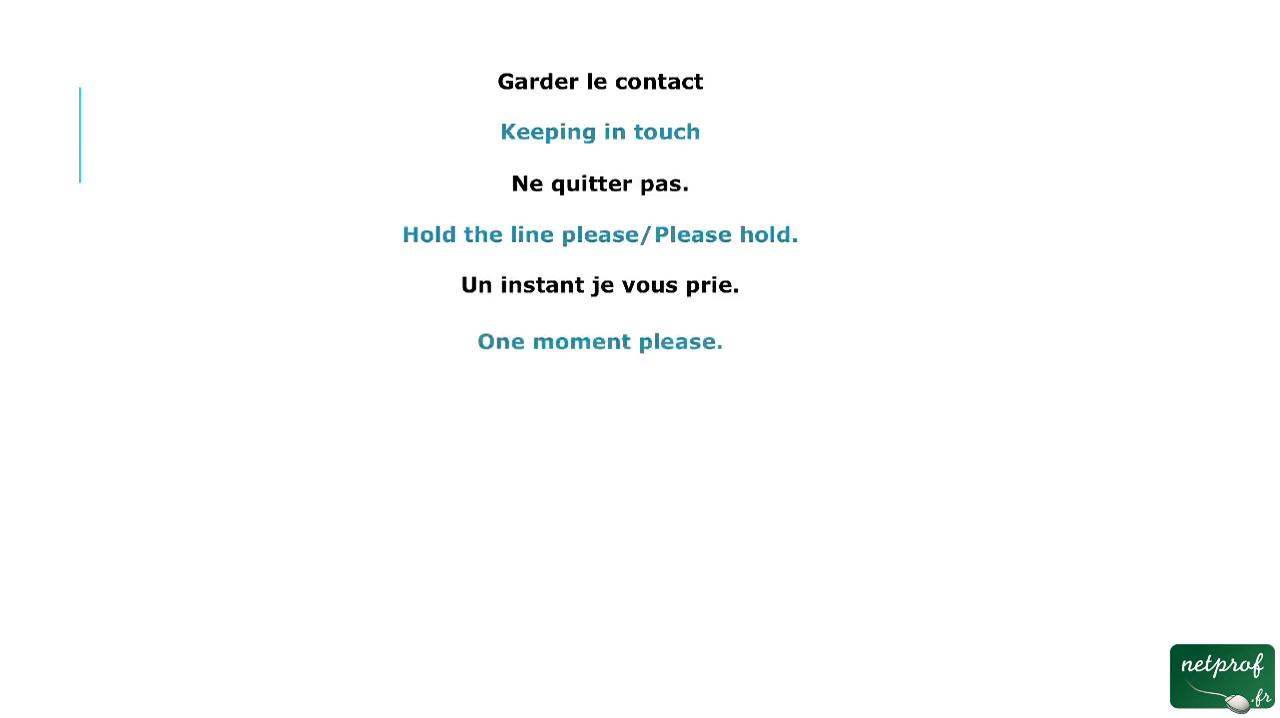 Garder le contact
Keeping in touch
Ne quitter pas.
Hold the line please/Please hold.
Un instant je vous prie.
One moment please.
netprof
.fr